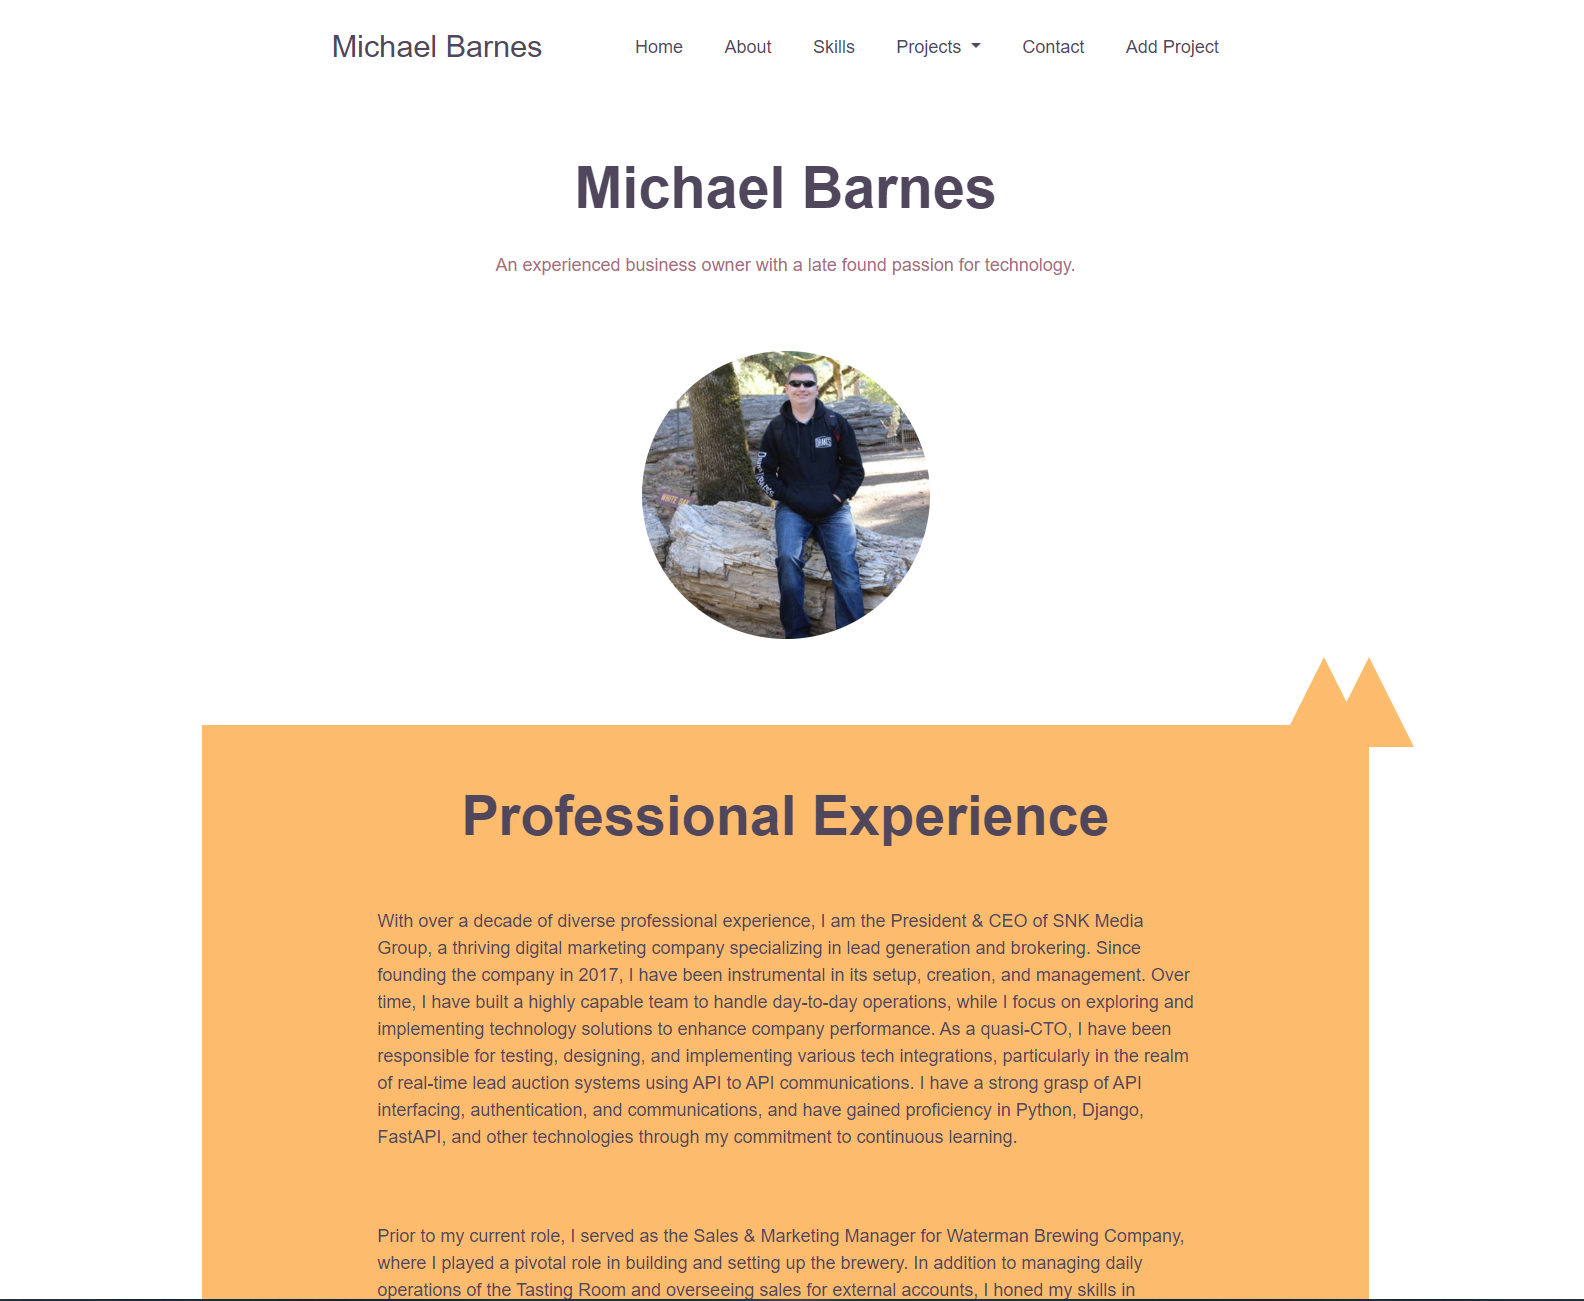 Michael Barnes
Home About Skills Projects Contact Add Project
Michael Barnes
An experienced business owner with a late found passion for technology.
WHITE OAK
Professional Experience
With over a decade of diverse professional experience, I am the President & CEO of SNK Media
Group, a thriving digital marketing company specializing in lead generation and brokering. Since
founding the company in 2017, I have been instrumental in its setup, creation, and management. Over
time, I have built a highly capable team to handle day-to-day operations, while I focus on exploring and
implementing technology solutions to enhance company performance. As a quasi-CTO, I have been
responsible for testing, designing, and implementing various tech integrations, particularly in the realm
of real-time lead auction systems using API to API communications. I have a strong grasp of API
interfacing, authentication, and communications, and have gained proficiency in Python, Django,
FastAPI, and other technologies through my commitment to continuous learning.
Prior to my current role, I served as the Sales & Marketing Manager for Waterman Brewing Company,
where I played a pivotal role in building and setting up the brewery. In addition to managing daily
operations of the Tasting Room and overseeing sales for external accounts, I honed my skills in